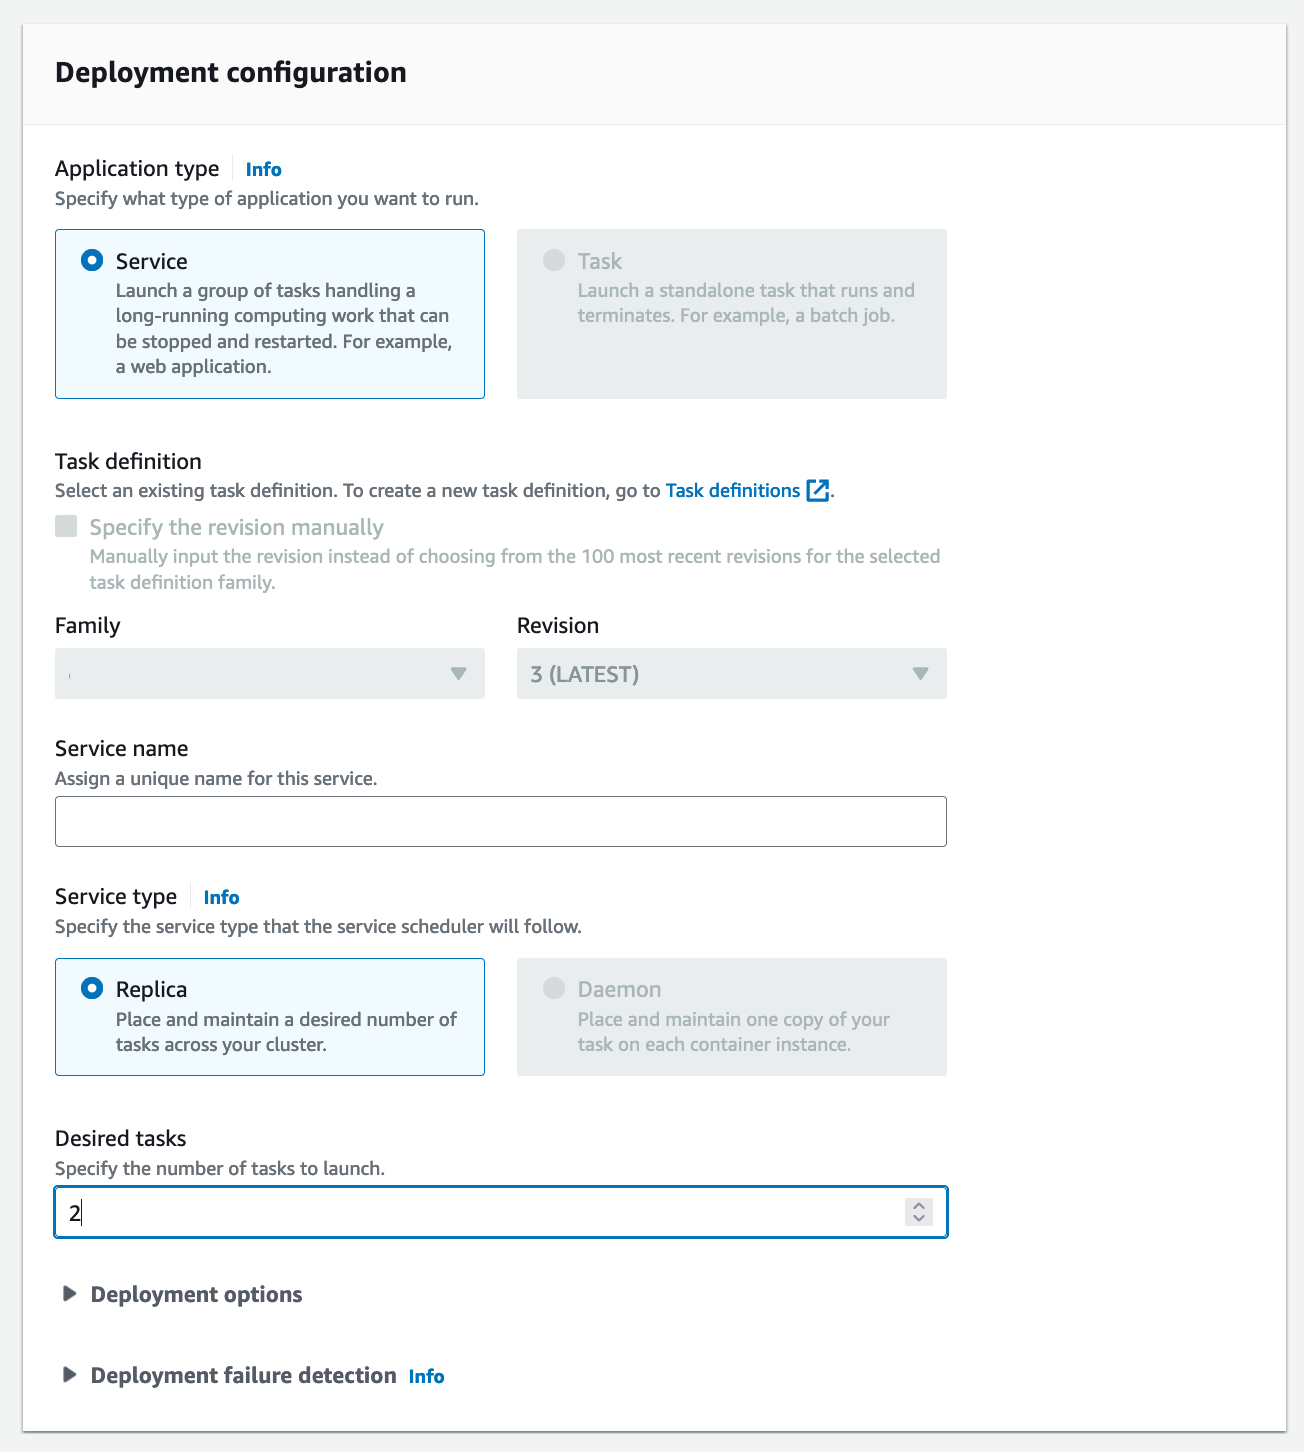 Deployment configuration
Application type Info
Specify what type of application you want to run.
Service
Launch a group of tasks handling a
long-running computing work that can
be stopped and restarted. For example,
a web application.
Task
Launch a standalone task that runs and
terminates. For example, a batch job.
Task definition
Select an existing task definition. To create a new task definition, go to Task definitions.
Specify the revision manually
Manually input the revision instead of choosing from the 100 most recent revisions for the selected
task definition family.
Family
Revision
3 (LATEST)
Service name
Assign a unique name for this service.
Service type Info
Specify the service type that the service scheduler will follow.
Replica
Place and maintain a desired number of
tasks across your cluster.
Daemon
Place and maintain one copy of your
task on each container instance.
Desired tasks
Specify the number of tasks to launch.
2
Deployment options
Deployment failure detection Info